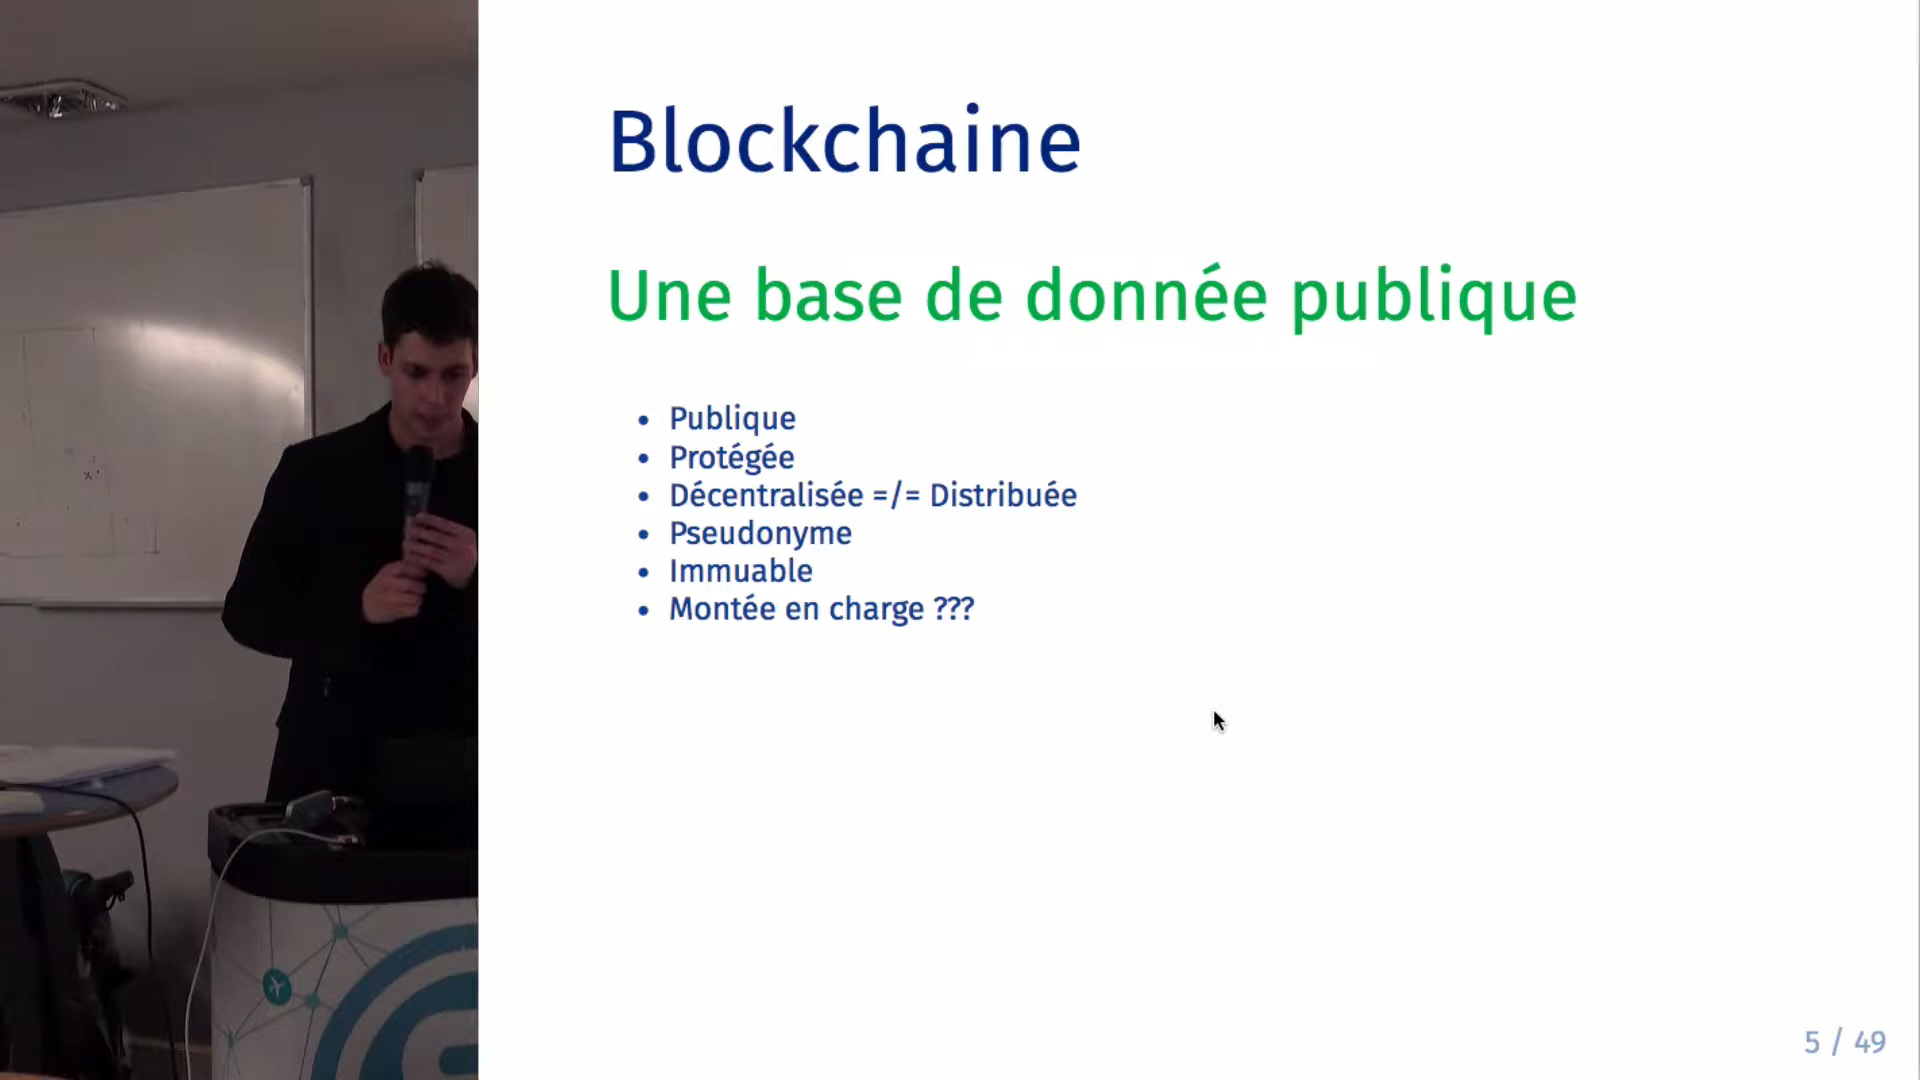 Blockchaine
Une base de donnée publique
• Publique
• Protégée
• Décentralisée =/= Distribuée
• Pseudonyme
• Immuable
• Montée en charge ???
5 / 49